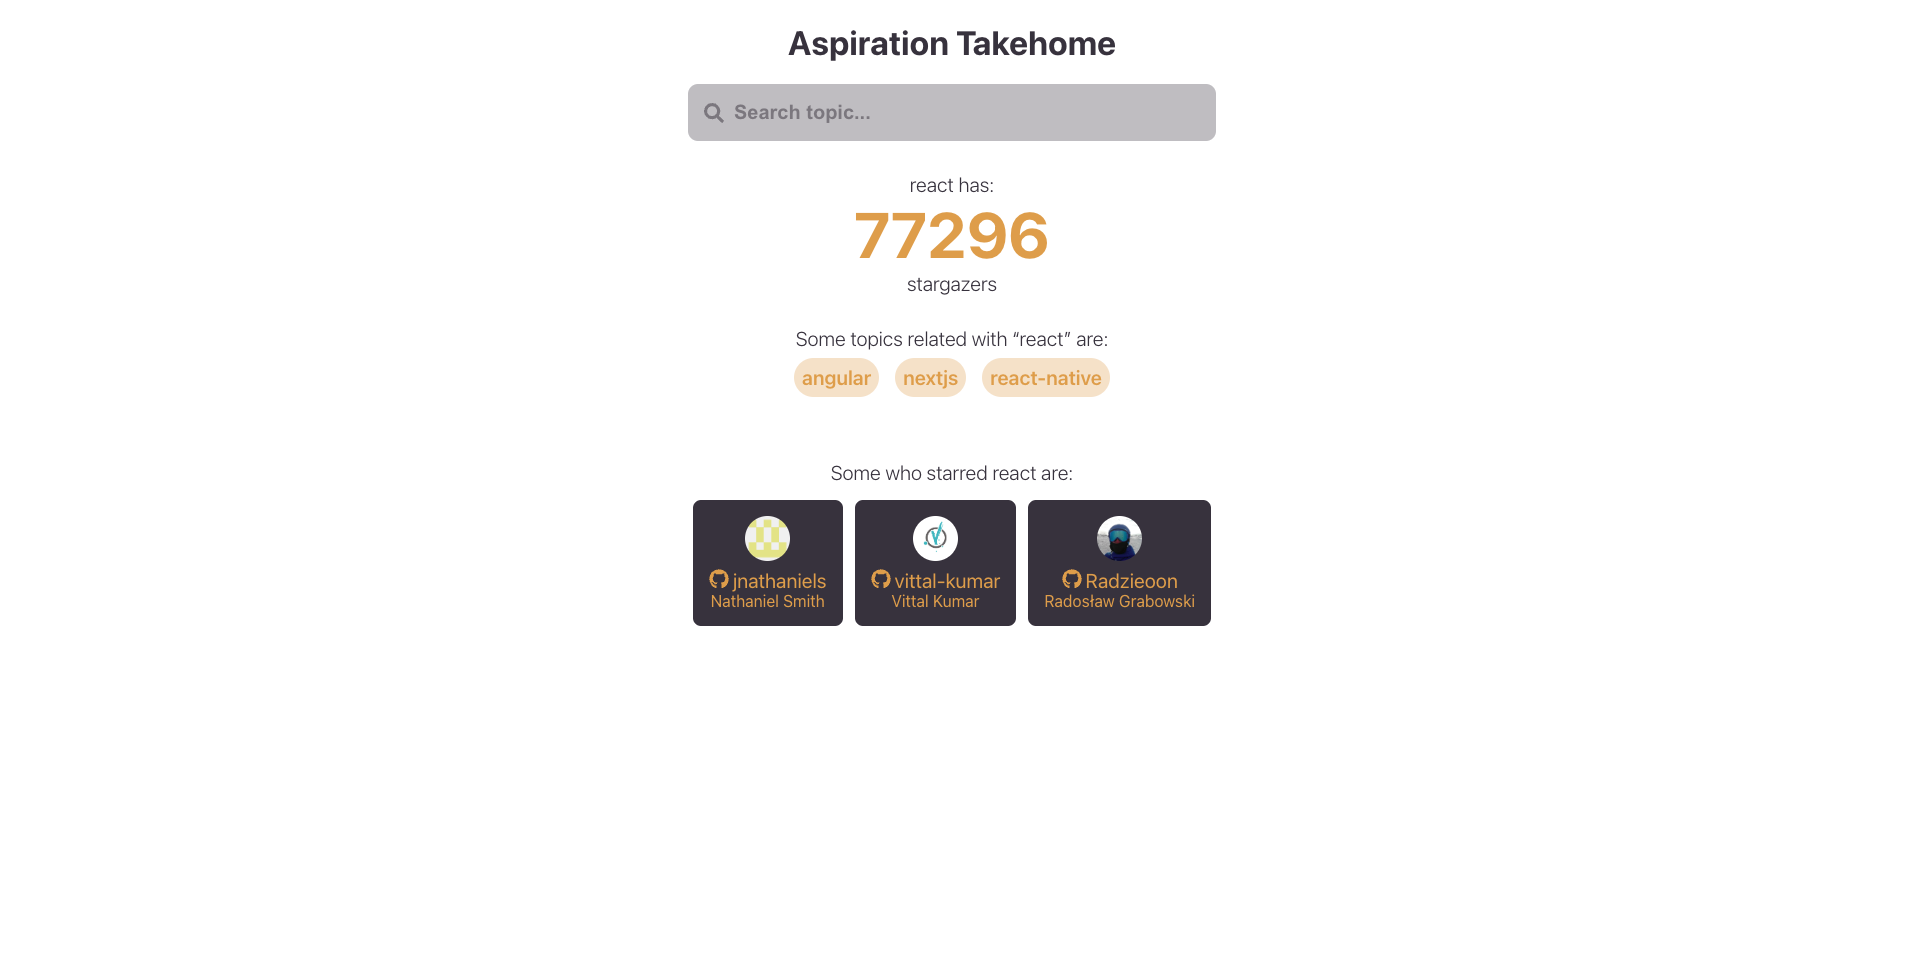 Aspiration Takehome
Search topic...
react has:
77296
stargazers
Some topics related with “react” are:
angular nextjs react-native
Some who starred react are:
jnathaniels vittal-kumar Radzieoon
Nathaniel Smith Vittal Kumar Radosław Grabowski